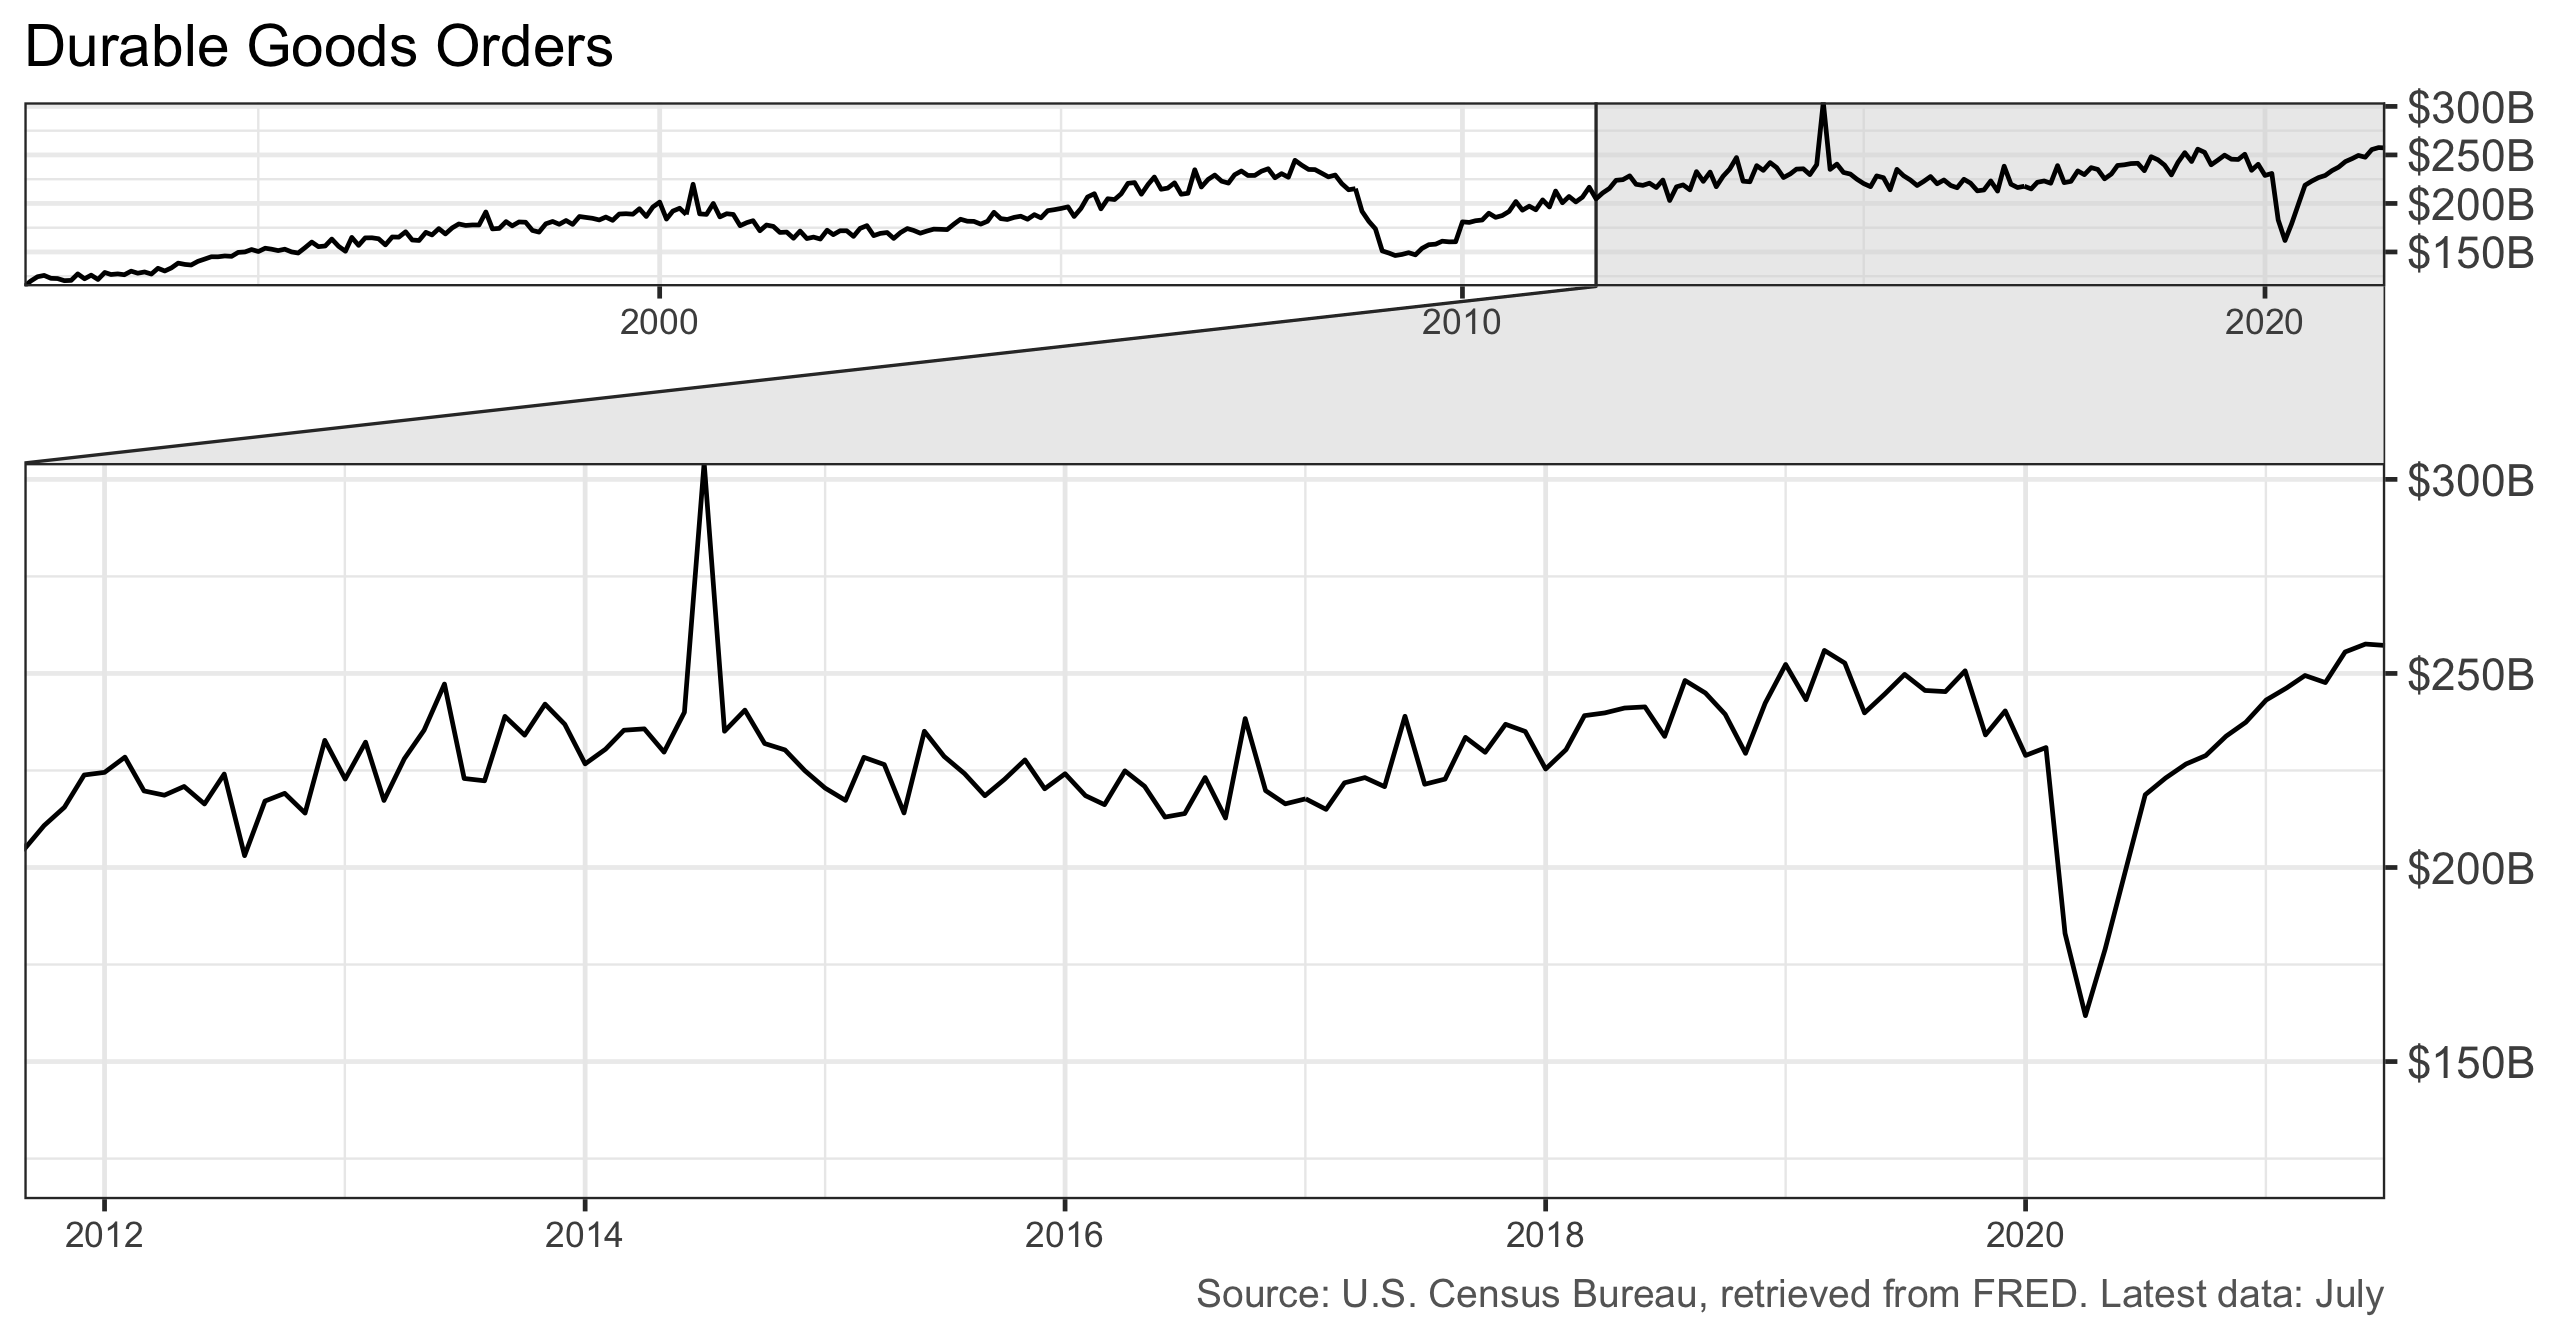 Durable Goods Orders
$300B
$250B
$200B
$150B
2000 2010 2020
$300B
$250B
$200B
$150B
2012 2014 2016 2018 2020
Source: U.S. Census Bureau, retrieved from FRED. Latest data: July